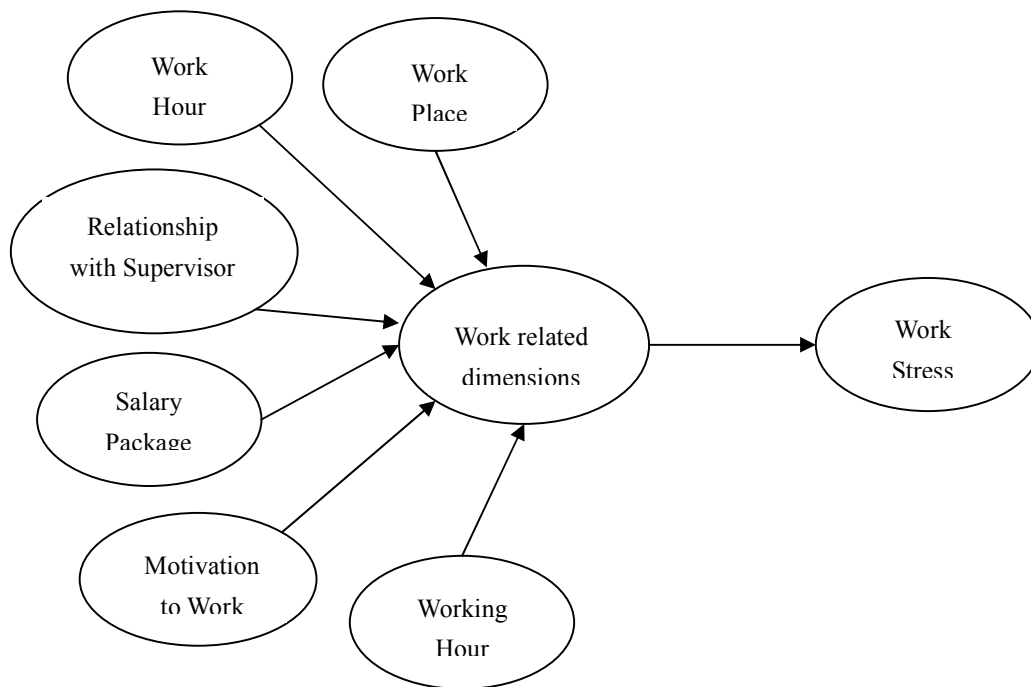 Work
Hour
Work
Place
Relationship
with Supervisor
Work related
dimensions
Work
Stress
Salary
Package
Motivation
to Work
Working
Hour